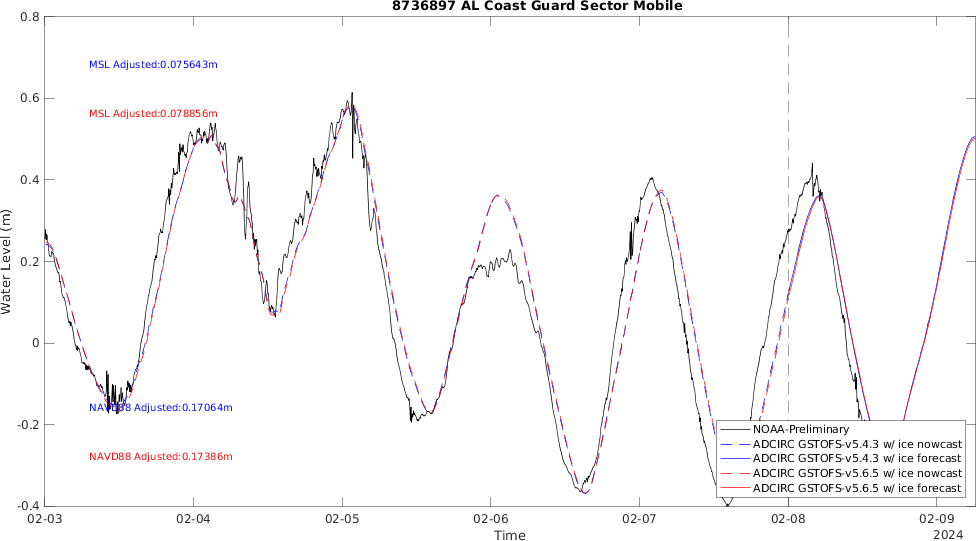 8736897 AL Coast Guard Sector Mobile
0.8
0.6
0.4
0.2
0
-0.2
-0.4
Water Level (m)
MSL Adjusted:0.075643m
MSL Adjusted:0.078856m
NAVD88 Adjusted:0.17064m
NAVD88 Adjusted:0.17386m
NOAA-Preliminary
ADCIRC GSTOFS-v5.4.3 w/ ice nowcast
ADCIRC GSTOFS-v5.4.3 w/ ice forecast
ADCIRC GSTOFS-v5.6.5 w/ ice nowcast
ADCIRC GSTOFS-v5.6.5 w/ ice forecast
02-03 02-04 02-05 02-06 02-07 02-08 02-09
Time
2024